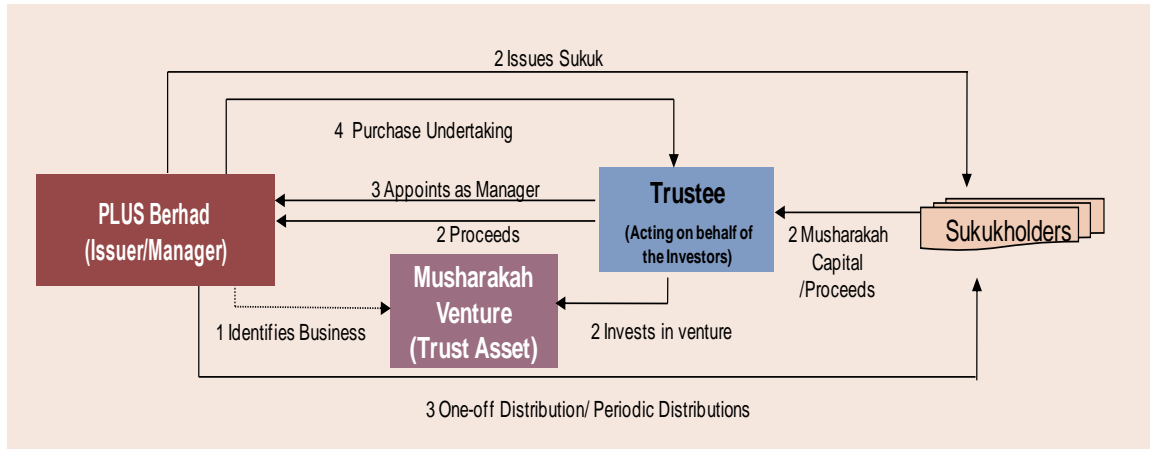 2 Issues Sukuk
4 Purchase Undertaking
PLUS Berhad
(Issuer/Manager)
3 Appoints as Manager
2 Proceeds
Trustee
(Acting on behalf of
the Investors)
2 Musharakah
Capital
/Proceeds
Sukukholders
1 Identifies Business
Musharakah
Venture
(Trust Asset)
2 Invests in venture
3 One-off Distribution/ Periodic Distributions